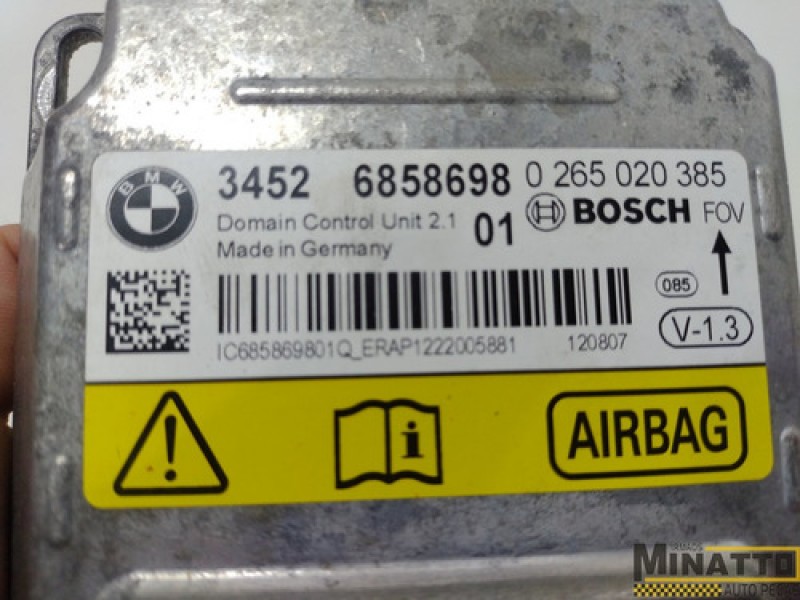 BMW
3452 6858698 0 265 020 385
Domain Control Unit 2.1 01 BOSCH FOV
Made in Germany
085
V-1.3
IC685869801Q_ERAP1222005881 120807
i
AIRBAG
IRMÃOS
MINATTO
AUTO PEÇAS